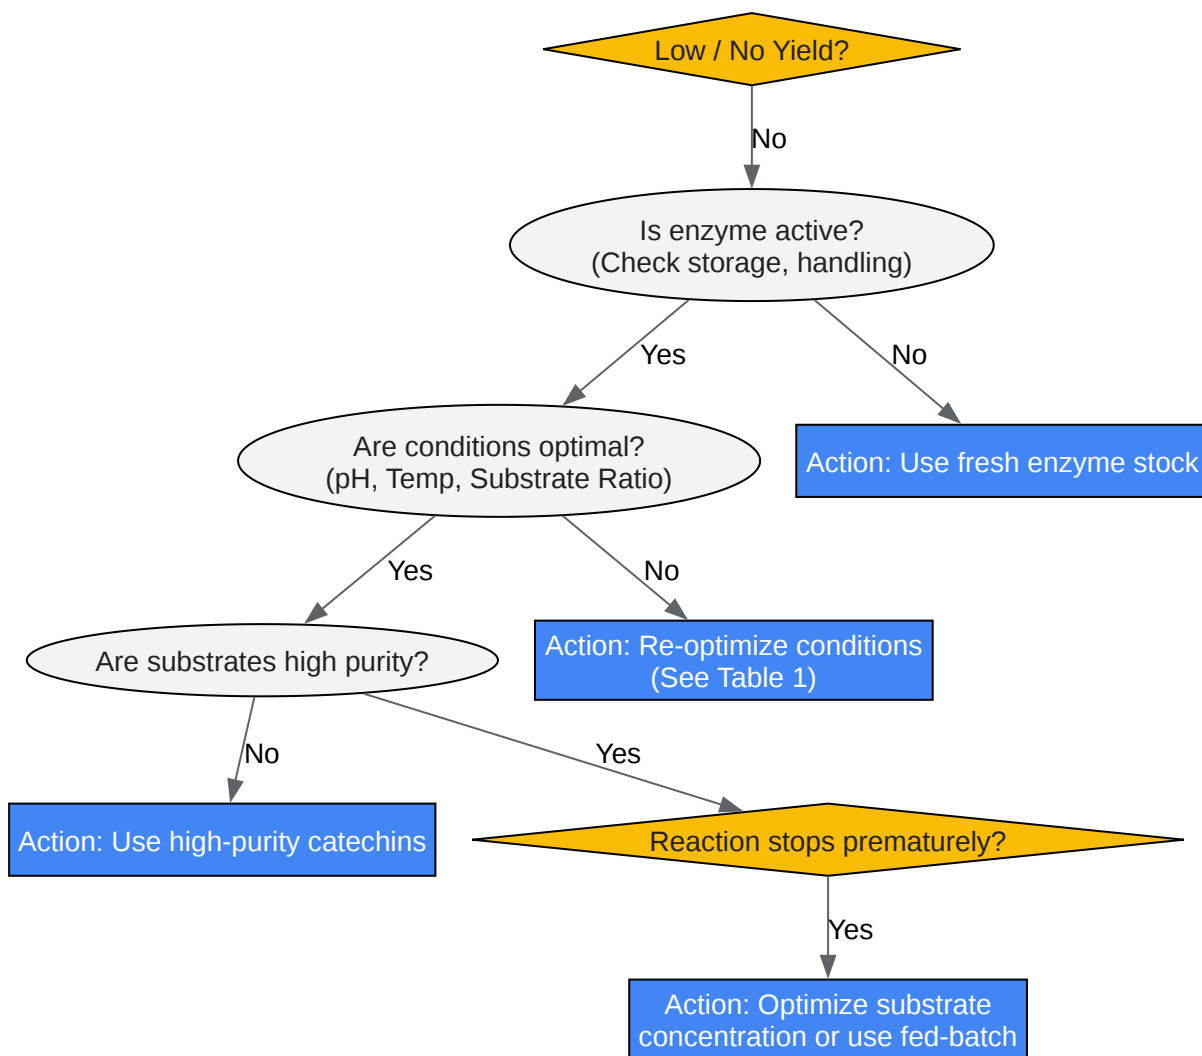 Low / No Yield?
No
Is enzyme active?
(Check storage, handling)
Yes
No
Are conditions optimal?
(pH, Temp, Substrate Ratio)
Action: Use fresh enzyme stock
Yes
No
Are substrates high purity?
Action: Re-optimize conditions
(See Table 1)
No
Yes
Action: Use high-purity catechins
Reaction stops prematurely?
Yes
Action: Optimize substrate
concentration or use fed-batch